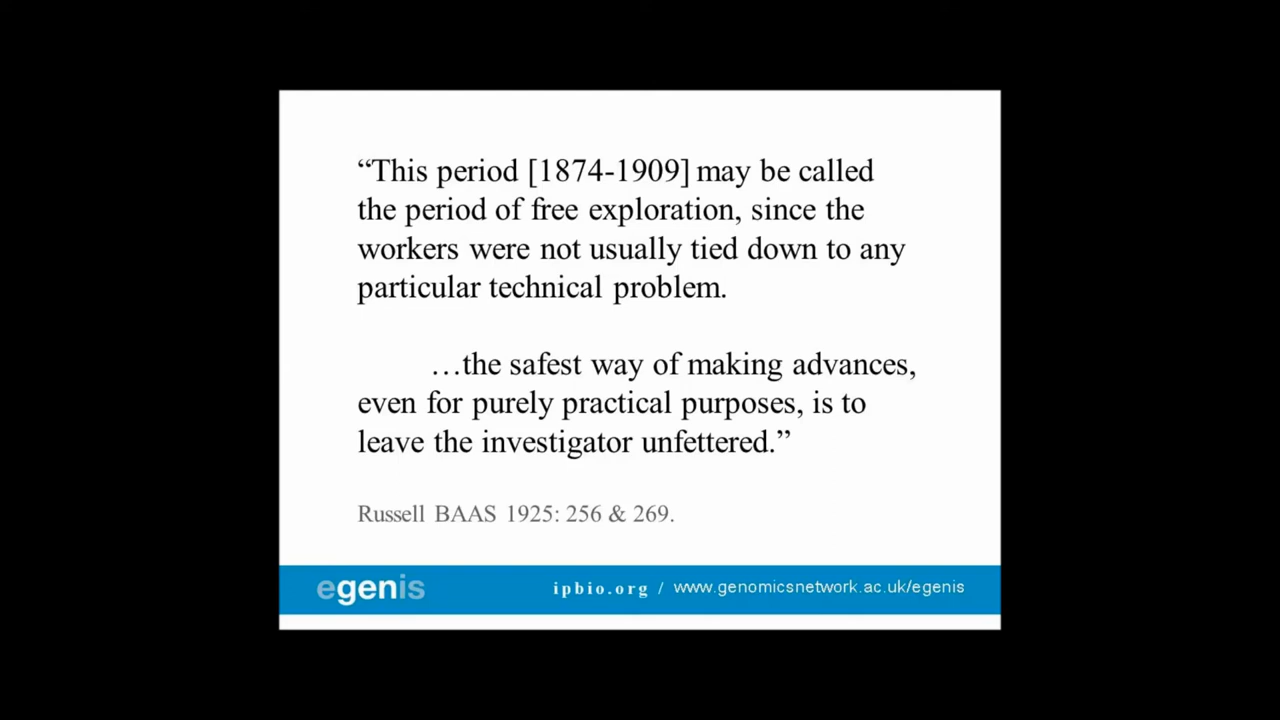 “This period [1874-1909] may be called
the period of free exploration, since the
workers were not usually tied down to any
particular technical problem.
…the safest way of making advances,
even for purely practical purposes, is to
leave the investigator unfettered.”
Russell BAAS 1925: 256 & 269.
egenis ipbio.org / www.genomicsnetwork.ac.uk/egenis